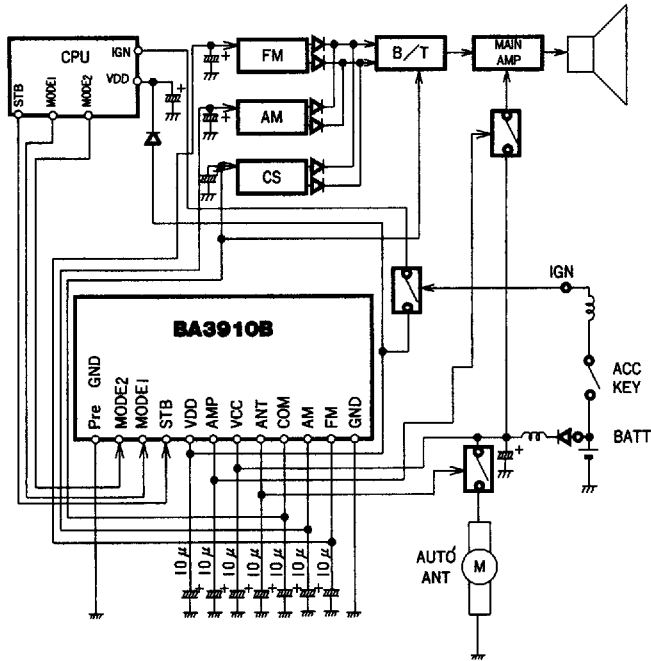 CPU
IGN
VDD
STB
MODE1
MODE2
FM
AM
CS
B/T
MAIN
AMP
IGN
ACC
KEY
BATT
BA3910B
Pre GND
MODE2
MODE1
STB
VDD
AMP
VCC
ANT
COM
AM
FM
GND
10μ
10μ
10μ
10μ
10μ
10μ
AUTO
ANT
M